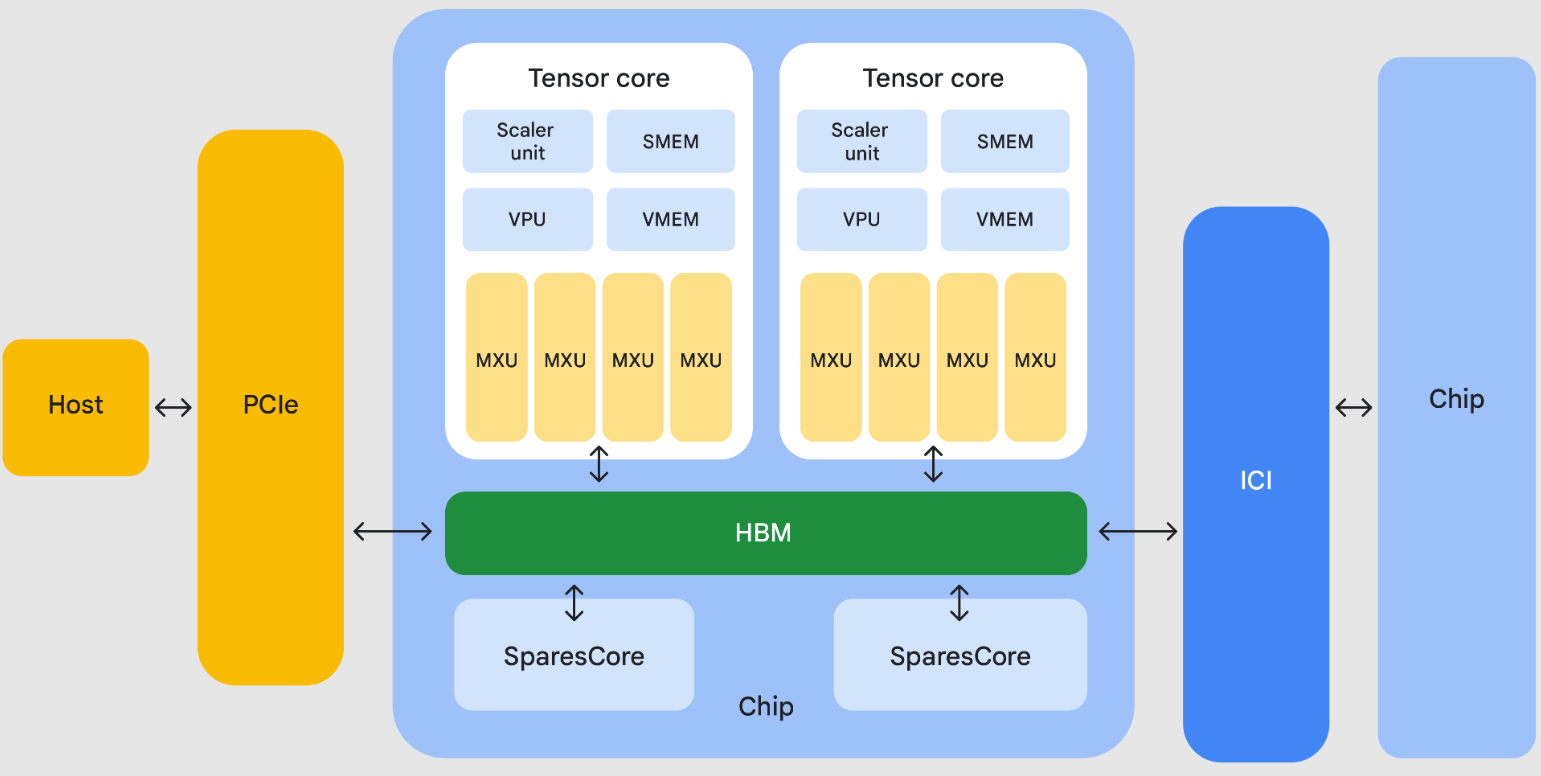 Host
PCIe
Tensor core
Scaler
unit
SMEM
VPU
VMEM
MXU
MXU
MXU
MXU
Tensor core
Scaler
unit
SMEM
VPU
VMEM
MXU
MXU
MXU
MXU
HBM
SparesCore
SparesCore
Chip
ICI
Chip